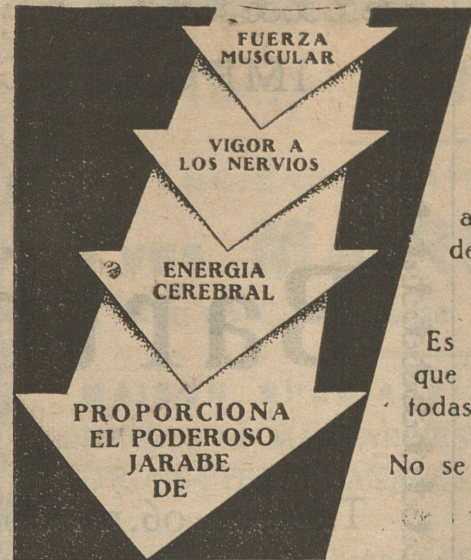 FUERZA
MUSCULAR
VIGOR A
LOS NERVIOS
ENERGIA
CEREBRAL
PROPORCIONA
EL PODEROSO
JARABE
DE
a
de
Es
que
todas
No se